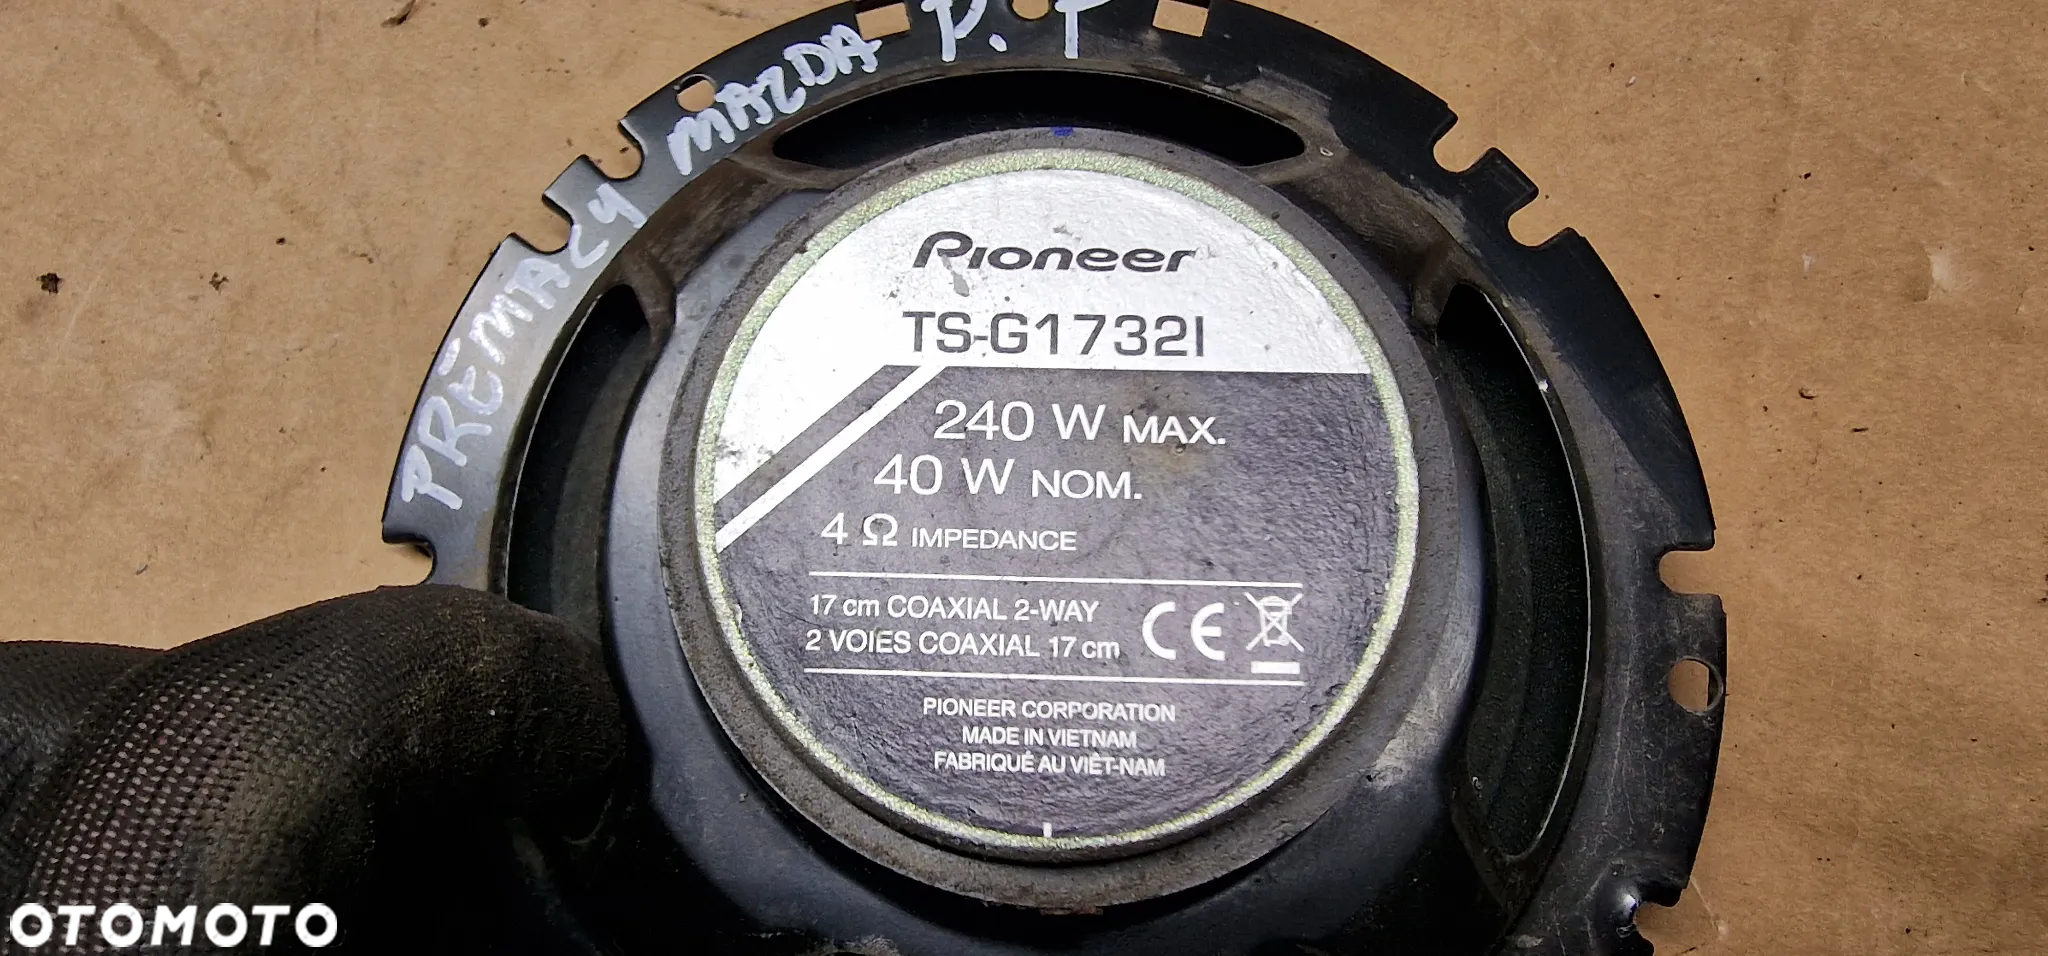 PREMACY MAZDA P. P
Pioneer
TS-G1732I
240 W MAX.
40 W NOM.
4 Ω IMPEDANCE
17 cm COAXIAL 2-WAY
2 VOIES COAXIAL 17 cm
CE
PIONEER CORPORATION
MADE IN VIETNAM
FABRIQUÉ AU VIÊT-NAM
OTOMOTO